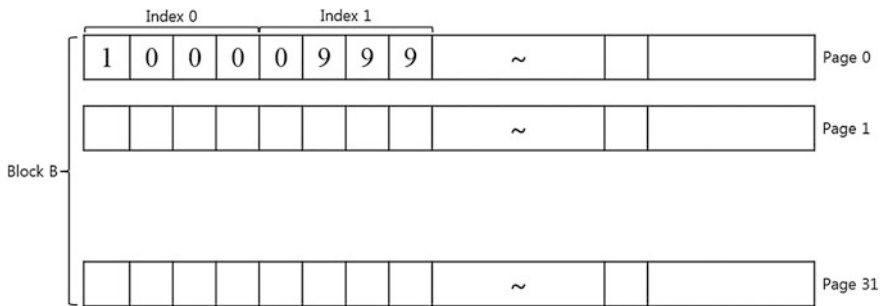 Index 0 Index 1
1 0 0 0 0 9 9 9 ~ Page 0
~ Page 1
Block B
~ Page 31